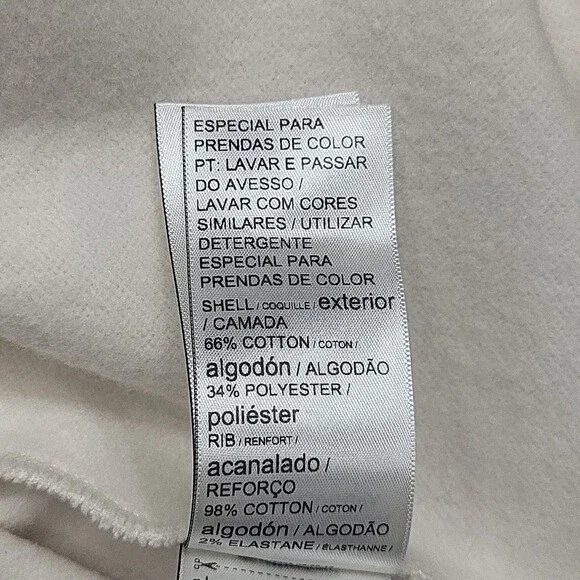 ESPECIAL PARA
PRENDAS DE COLOR
PT: LAVAR E PASSAR
DO AVESSO /
LAVAR COM CORES
SIMILARES / UTILIZAR
DETERGENTE
ESPECIAL PARA
PRENDAS DE COLOR
SHELL / COQUILLE / exterior
/ CAMADA
66% COTTON / COTON /
algodón / ALGODÃO
34% POLYESTER /
poliéster
RIB / RENFORT /
acanalado /
REFORÇO
98% COTTON / COTON /
algodón / ALGODÃO
2% ELASTANE / ÉLASTHANNE /